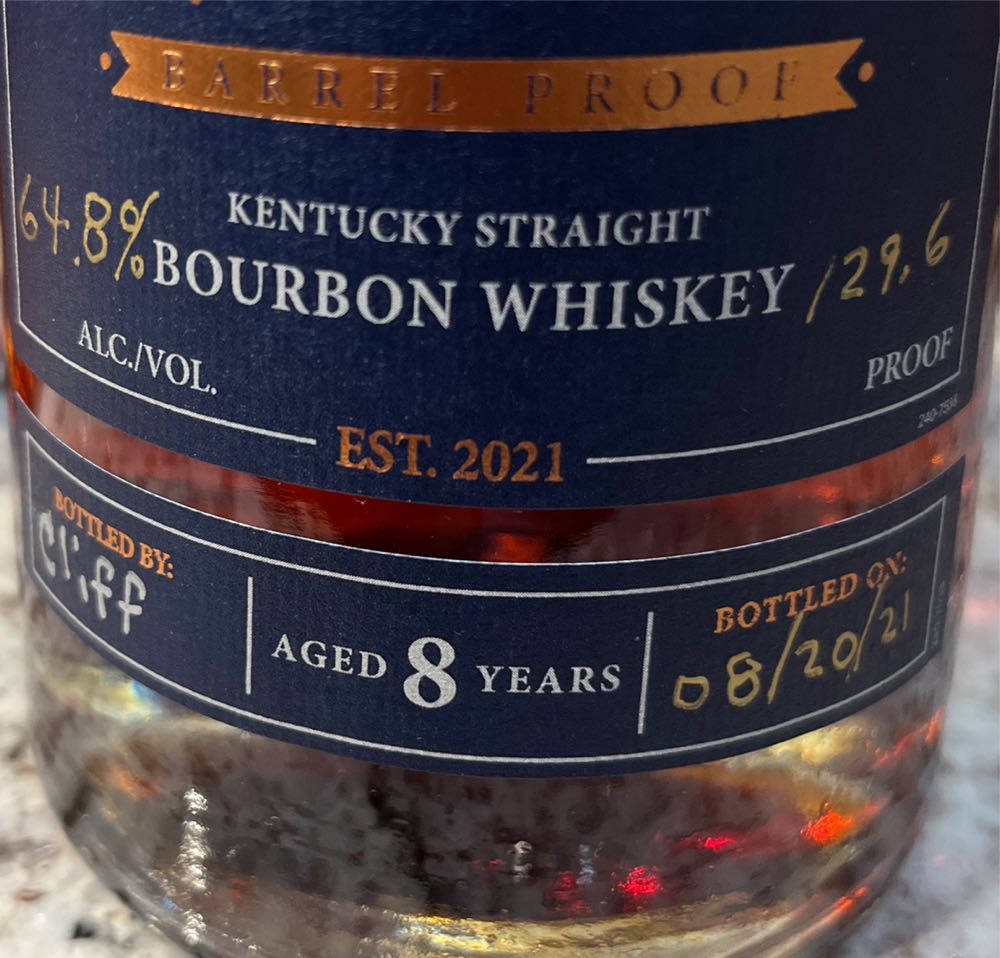 BARREL PROOF
KENTUCKY STRAIGHT
64.8% BOURBON WHISKEY 129.6
ALC./VOL. PROOF
EST. 2021
BOTTLED BY:
Cliff
AGED 8 YEARS
BOTTLED ON:
08/20/21